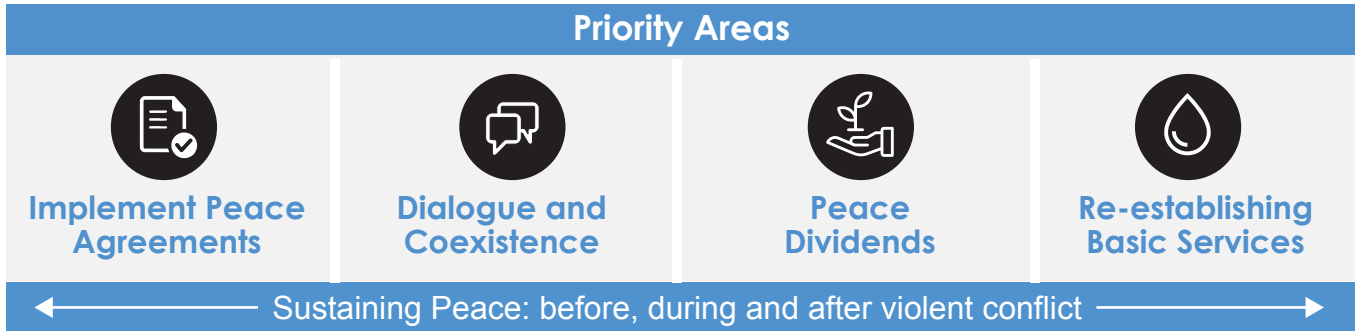 Priority Areas
Implement Peace
Agreements
Dialogue and
Coexistence
Peace
Dividends
Re-establishing
Basic Services
Sustaining Peace: before, during and after violent conflict